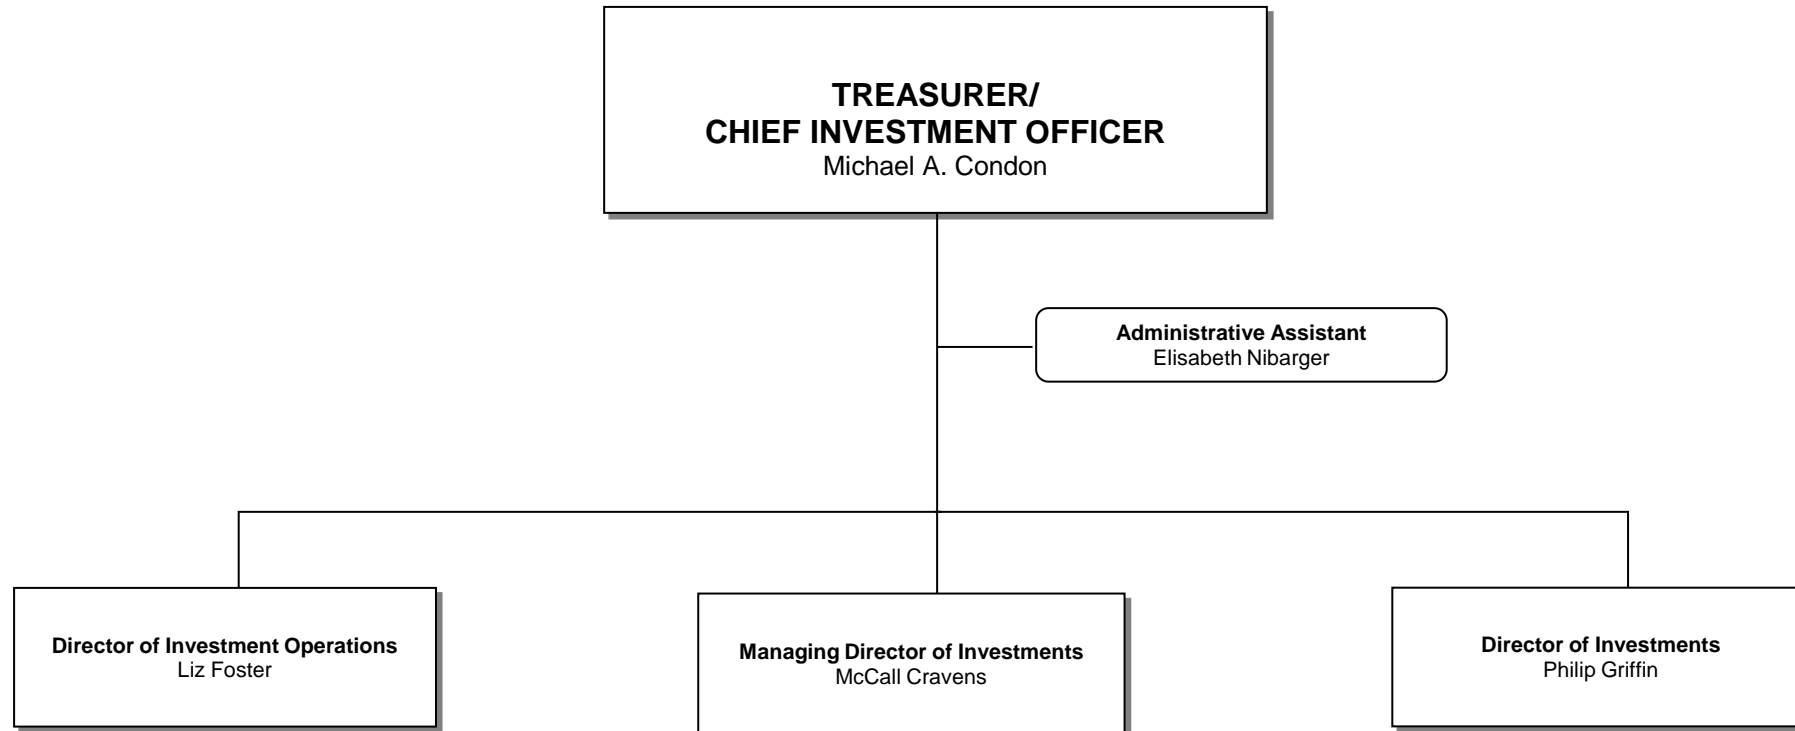 TREASURER/
CHIEF INVESTMENT OFFICER
Michael A. Condon
Administrative Assistant
Elisabeth Nibarger
Director of Investment Operations
Liz Foster
Managing Director of Investments
McCall Cravens
Director of Investments
Philip Griffin